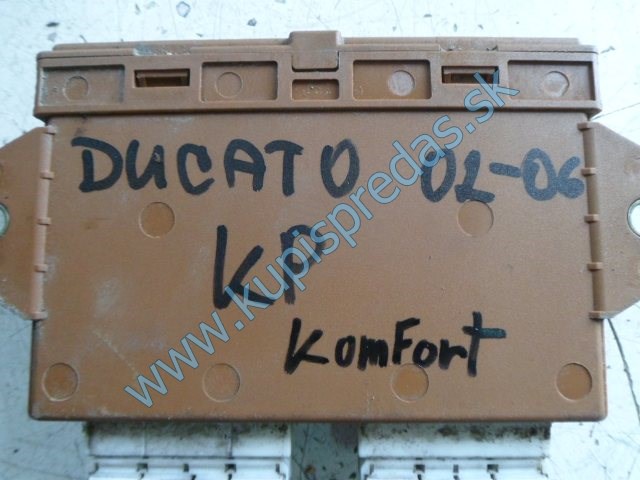 DUCATO 02-06
KP
KomFort
www.kupispredas.sk